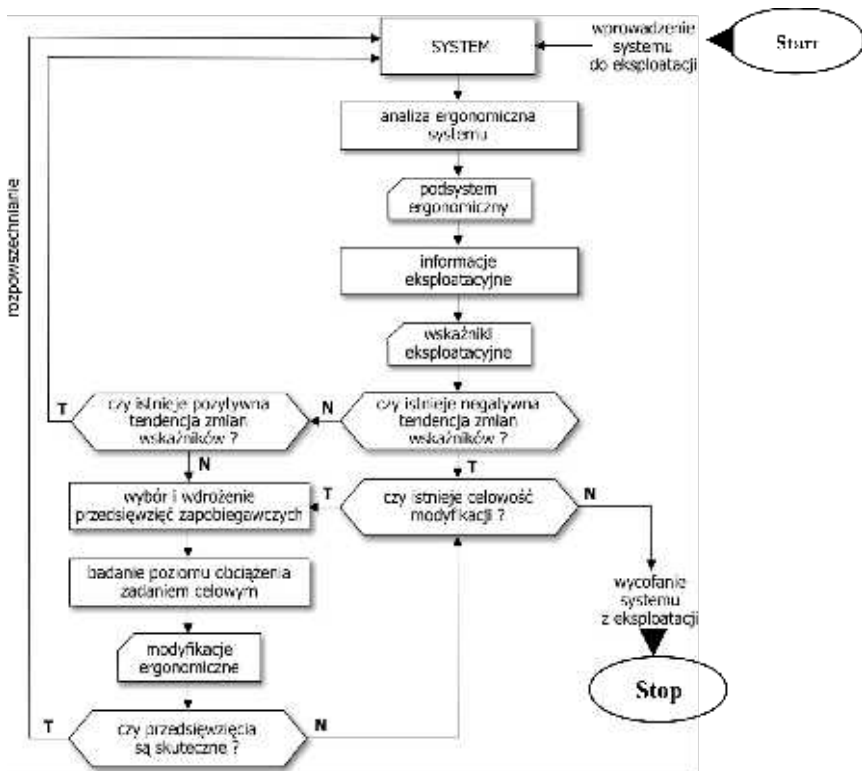 SYSTEM
wprowadzenie
systemu
do eksploatacji
Start
analiza ergonomiczna
systemu
podsystem
ergonomiczny
informacje
eksploatacyjne
wskaźniki
eksploatacyjne
rozpowszechnianie
T
czy istnieje pozytywna
tendencja zmian
wskaźników ?
N
czy istnieje negatywna
tendencja zmian
wskaźników ?
N
T
wybór i wdrożenie
przedsięwzięć zapobiegawczych
T
czy istnieje celowość
modyfikacji ?
N
badanie poziomu obciążenia
zadaniem celowym
wycofanie
systemu
z eksploatacji
modyfikacje
ergonomiczne
Stop
T
czy przedsięwzięcia
są skuteczne ?
N